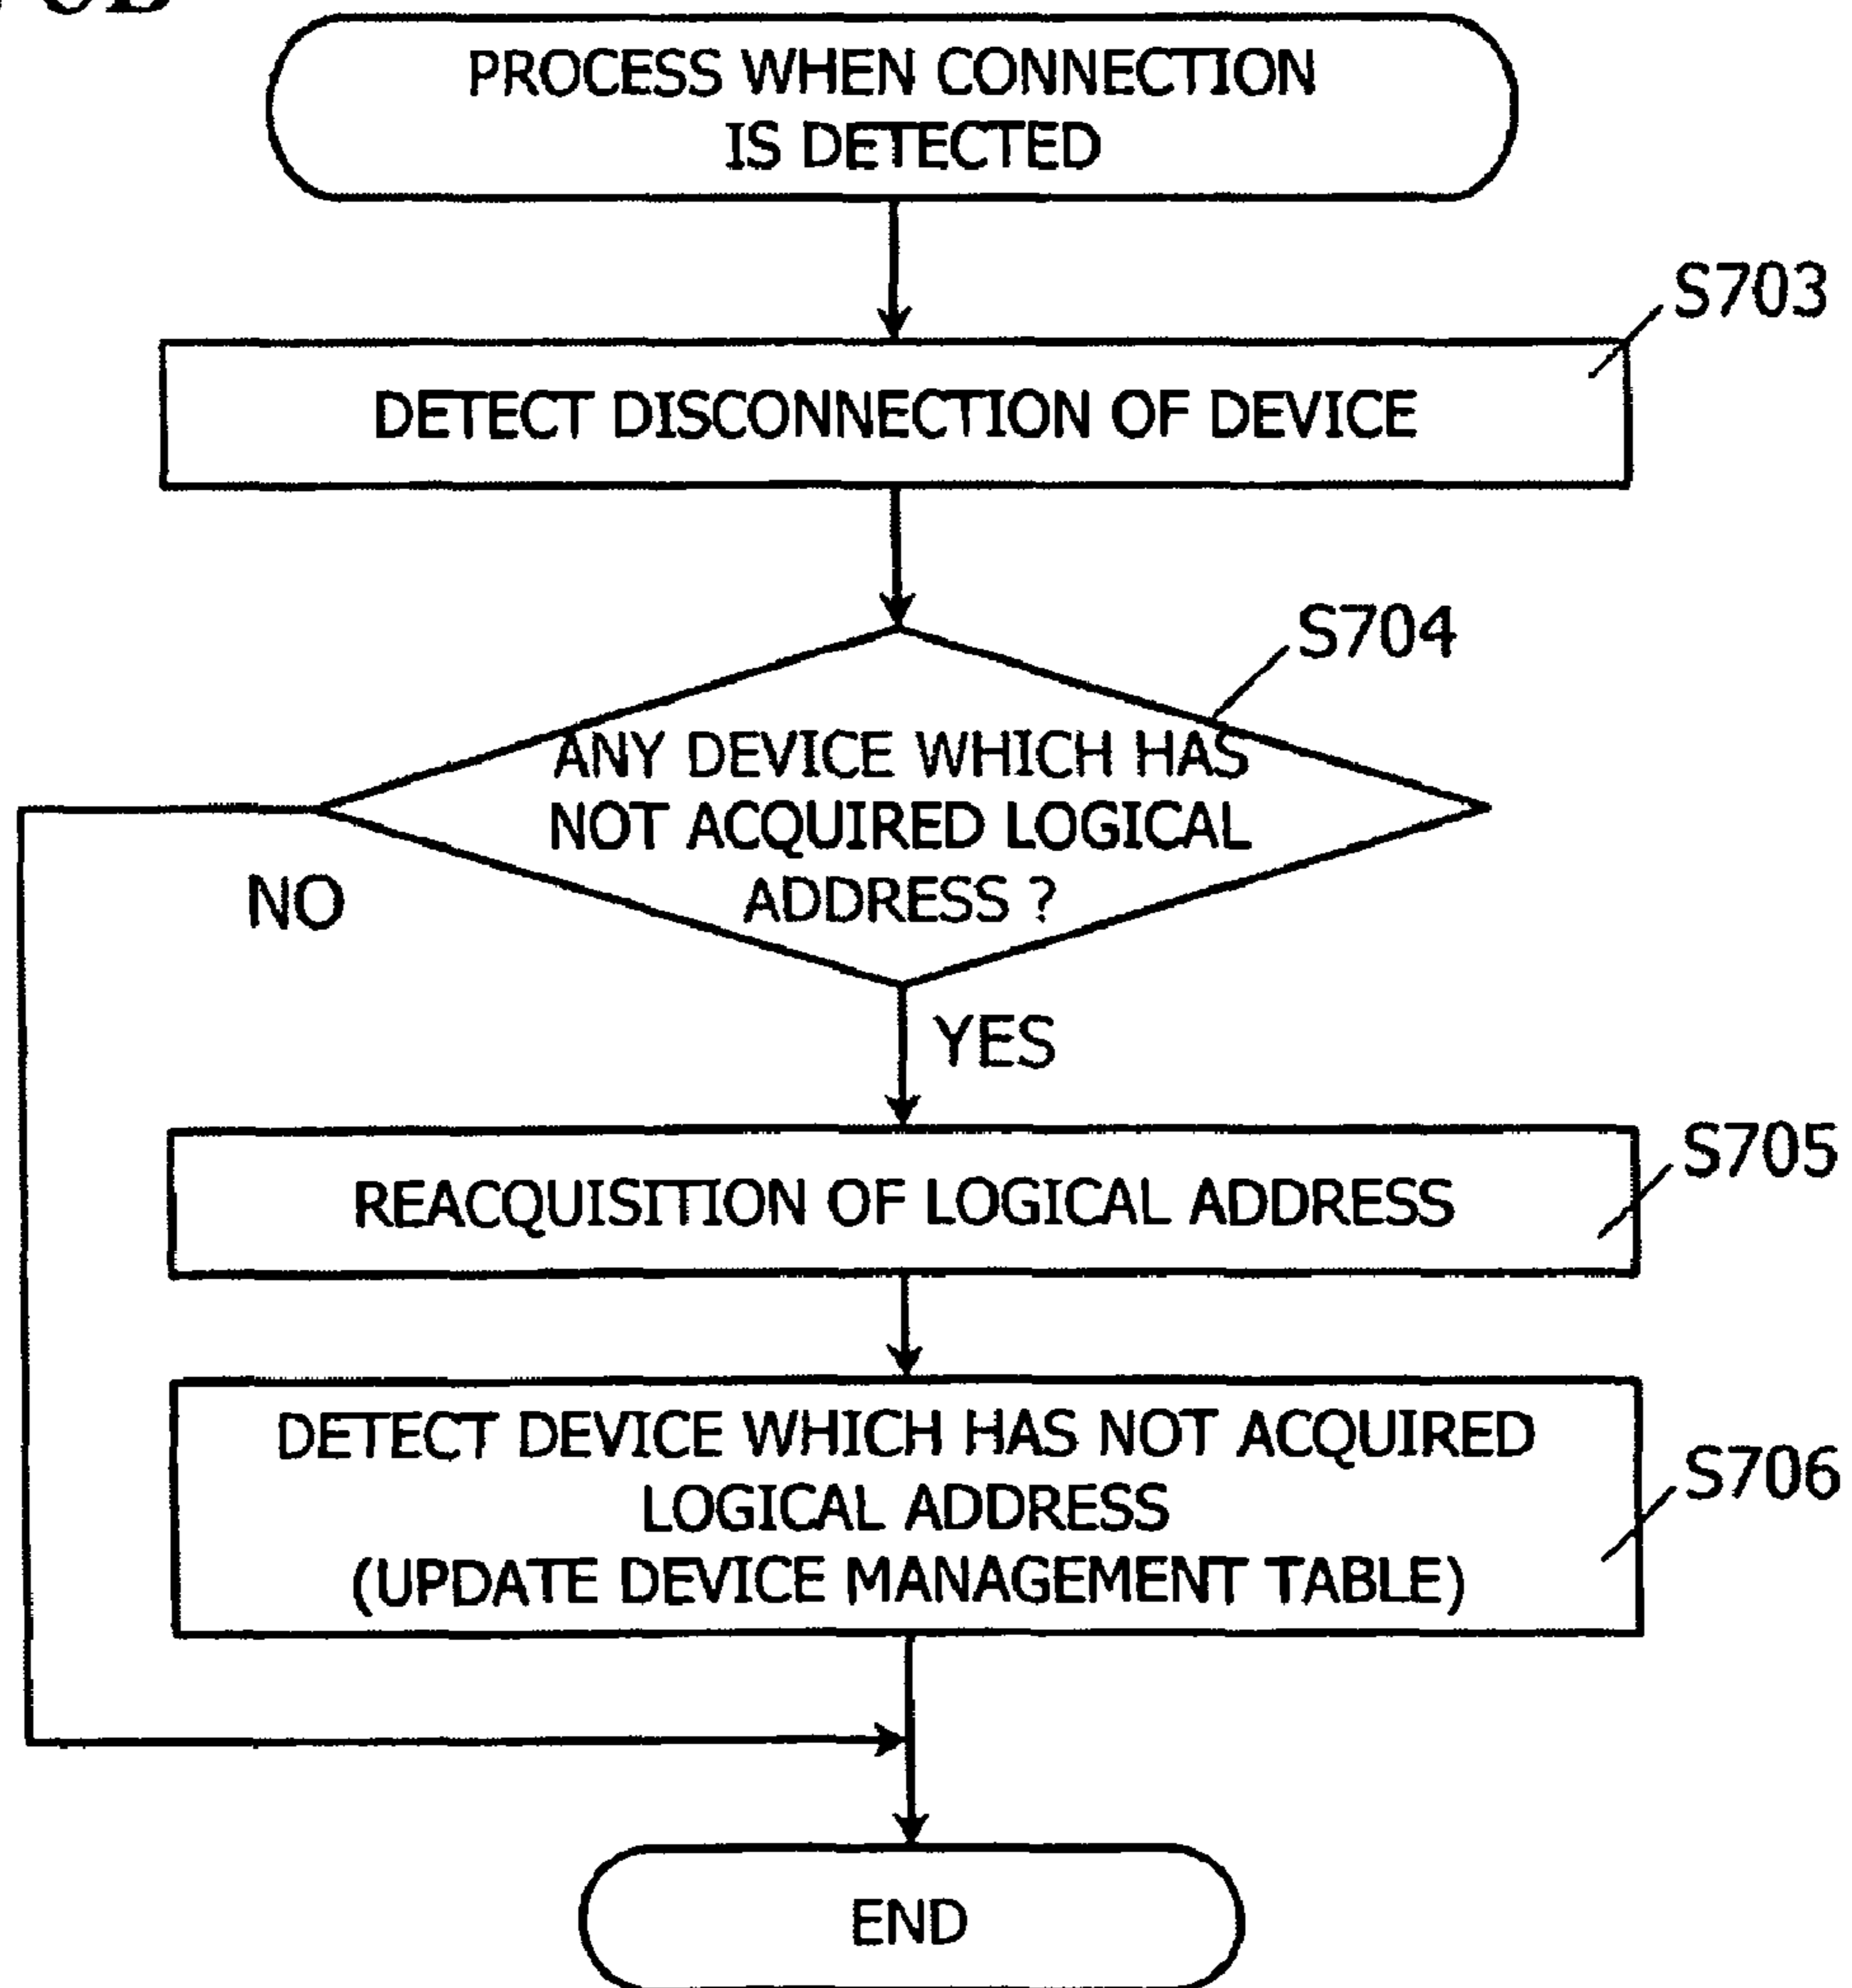 PROCESS WHEN CONNECTION
IS DETECTED
S703
DETECT DISCONNECTION OF DEVICE
S704
ANY DEVICE WHICH HAS
NOT ACQUIRED LOGICAL
ADDRESS ?
NO
YES
S705
REACQUISITION OF LOGICAL ADDRESS
DETECT DEVICE WHICH HAS NOT ACQUIRED
LOGICAL ADDRESS
S706
(UPDATE DEVICE MANAGEMENT TABLE)
END